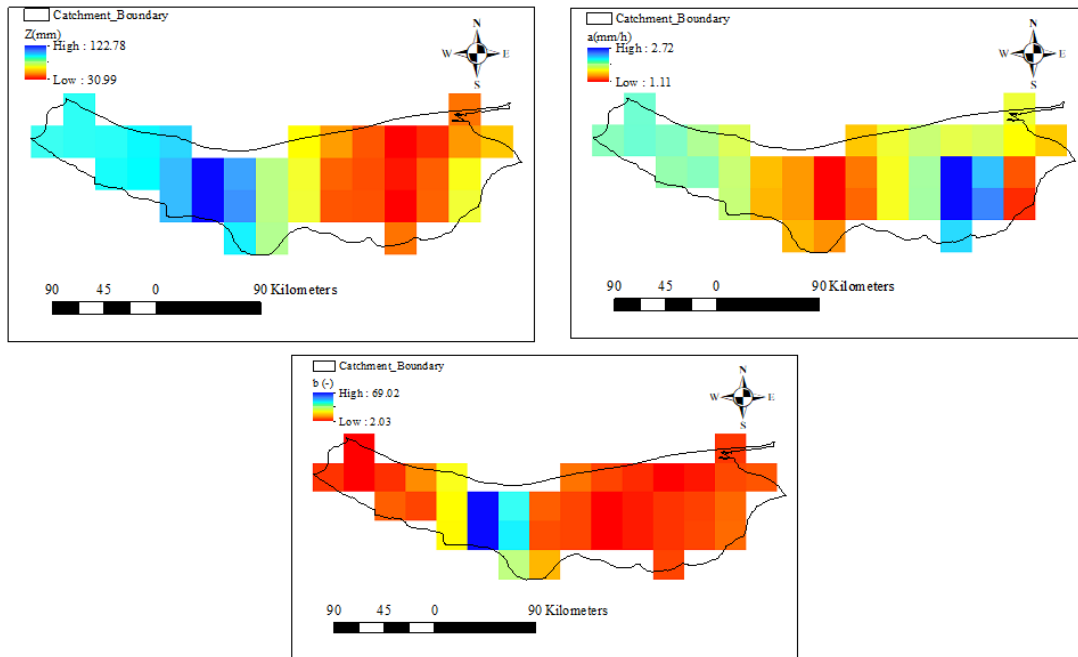 Catchment_Boundary
Z(mm)
High : 122.78
Low : 30.99
N
W E
S
90 45 0 90 Kilometers
Catchment_Boundary
a(mm/h)
High : 2.72
Low : 1.11
N
W E
S
90 45 0 90 Kilometers
Catchment_Boundary
b (-)
High : 69.02
Low : 2.03
N
W E
S
90 45 0 90 Kilometers